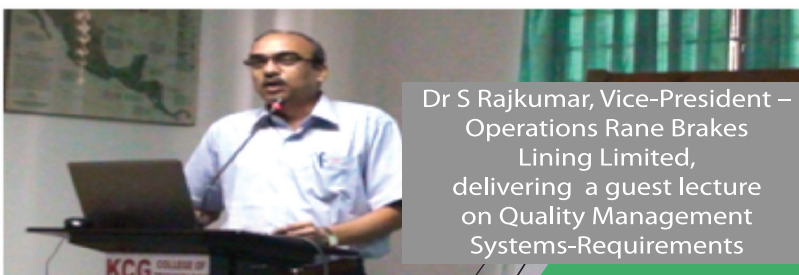 Dr S Rajkumar, Vice-President –
Operations Rane Brakes
Lining Limited,
delivering a guest lecture
on Quality Management
Systems-Requirements
KCG COLLEGE OF